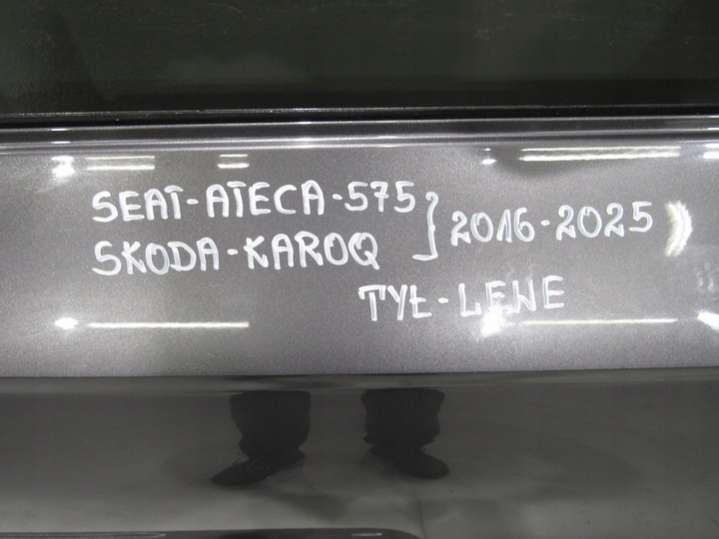 SEAT-ATECA-575
SKODA-KAROQ } 2016-2025
TYŁ-LEWE